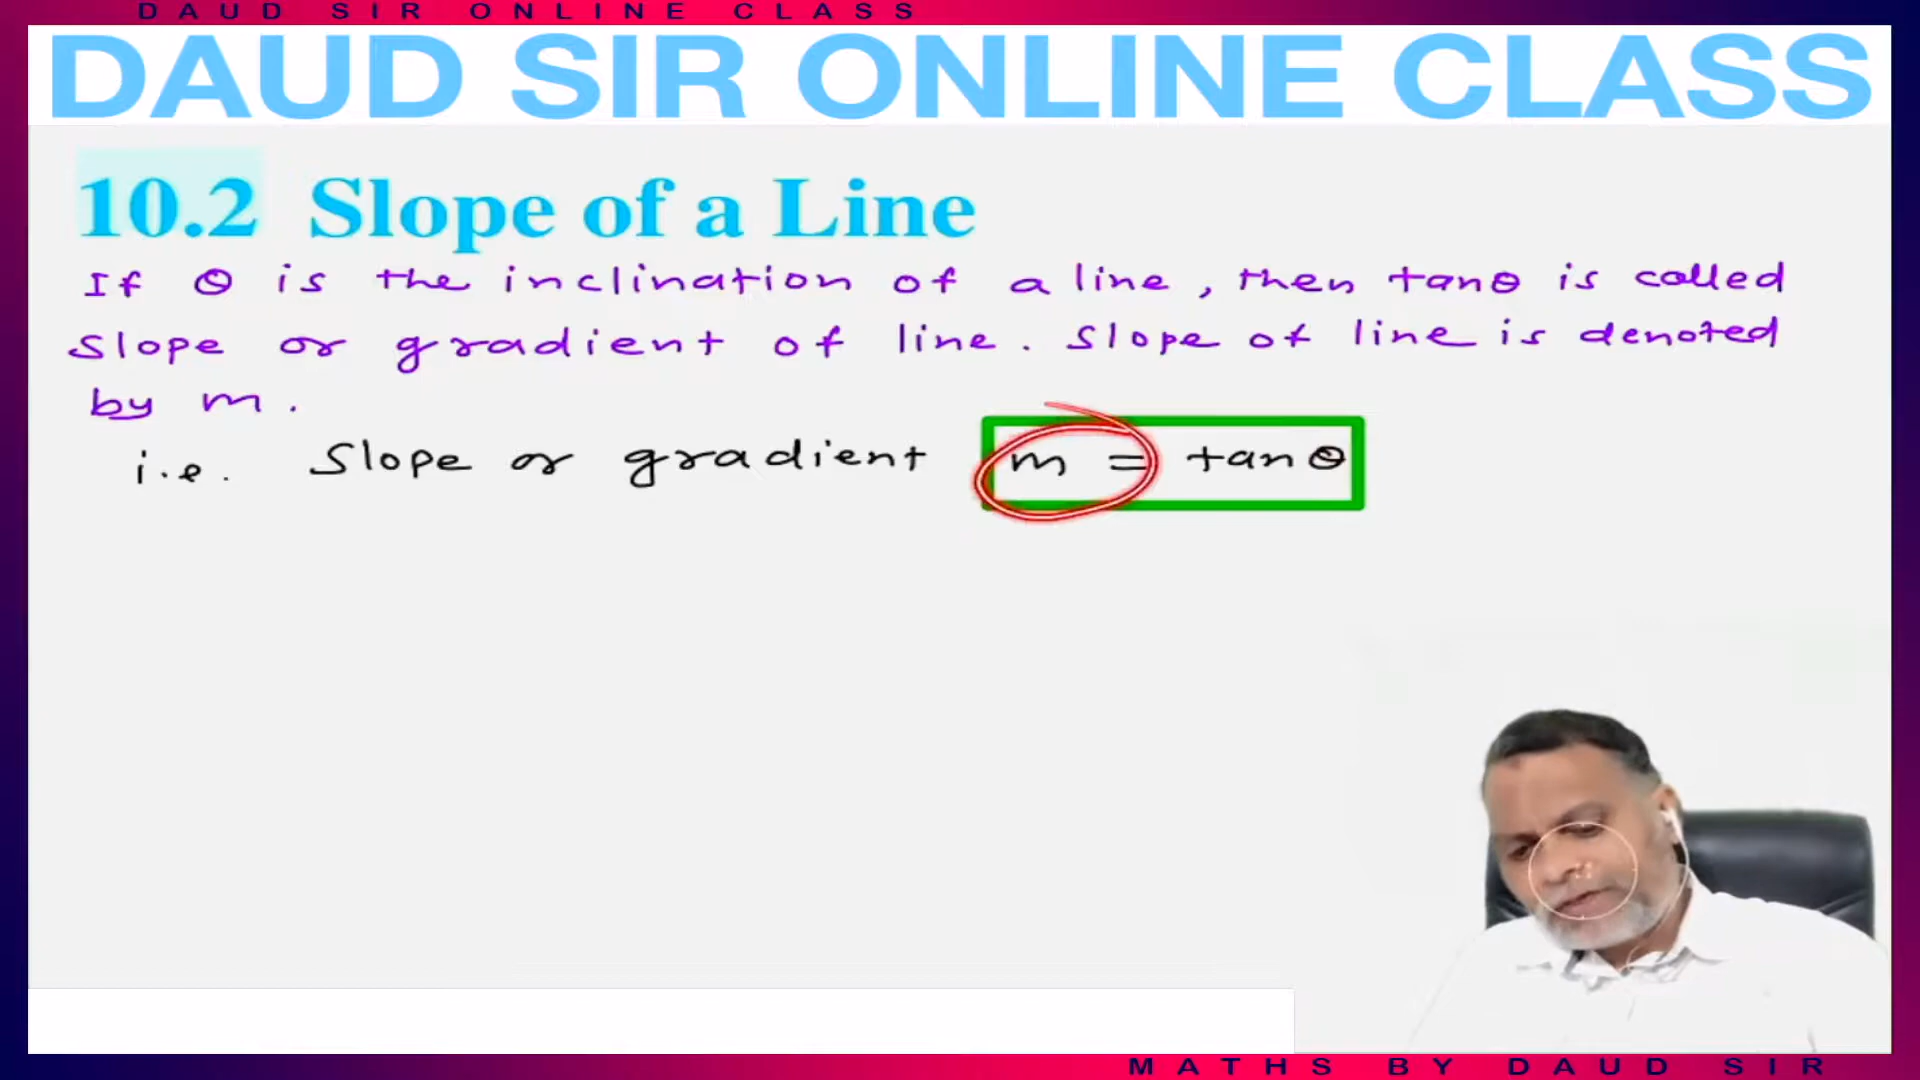 DAUD SIR ONLINE CLASS
DAUD SIR ONLINE CLASS
10.2 Slope of a Line
If θ is the inclination of a line, then tanθ is called
slope or gradient of line. Slope of line is denoted
by m.
i.e. Slope or gradient m = tanθ
MATHS BY DAUD SIR